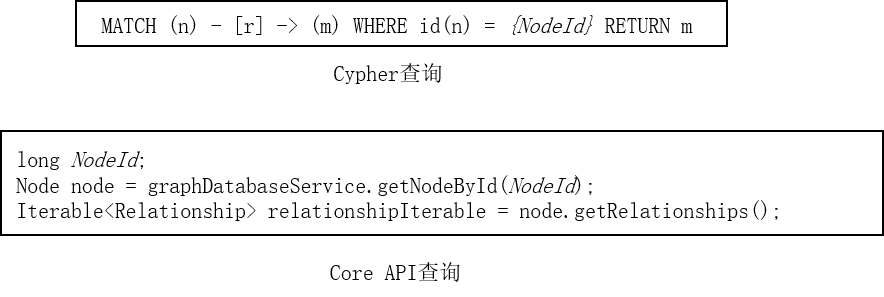 MATCH (n) - [r] -> (m) WHERE id(n) = {NodeId} RETURN m
Cypher查询
long NodeId;
Node node = graphDatabaseService.getNodeById(NodeId);
Iterable<Relationship> relationshipIterable = node.getRelationships();
Core API查询